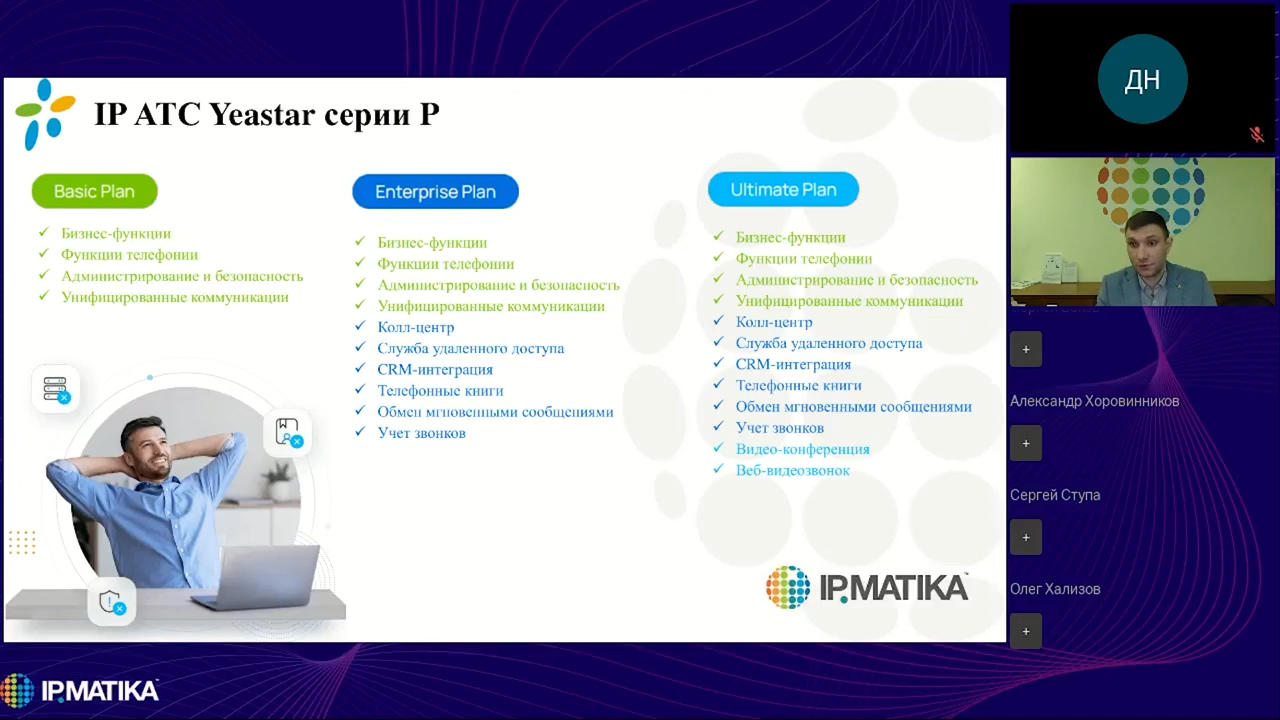 IP АТС Yeastar серии P
Basic Plan
Бизнес-функции
Функции телефонии
Администрирование и безопасность
Унифицированные коммуникации
Enterprise Plan
Бизнес-функции
Функции телефонии
Администрирование и безопасность
Унифицированные коммуникации
Колл-центр
Служба удаленного доступа
CRM-интеграция
Телефонные книги
Обмен мгновенными сообщениями
Учет звонков
Ultimate Plan
Бизнес-функции
Функции телефонии
Администрирование и безопасность
Унифицированные коммуникации
Колл-центр
Служба удаленного доступа
CRM-интеграция
Телефонные книги
Обмен мгновенными сообщениями
Учет звонков
Видео-конференция
Веб-видеозвонок
IPMATIKA
IPMATIKA
ДН
Александр Хоровинников
Сергей Ступа
Олег Хализов